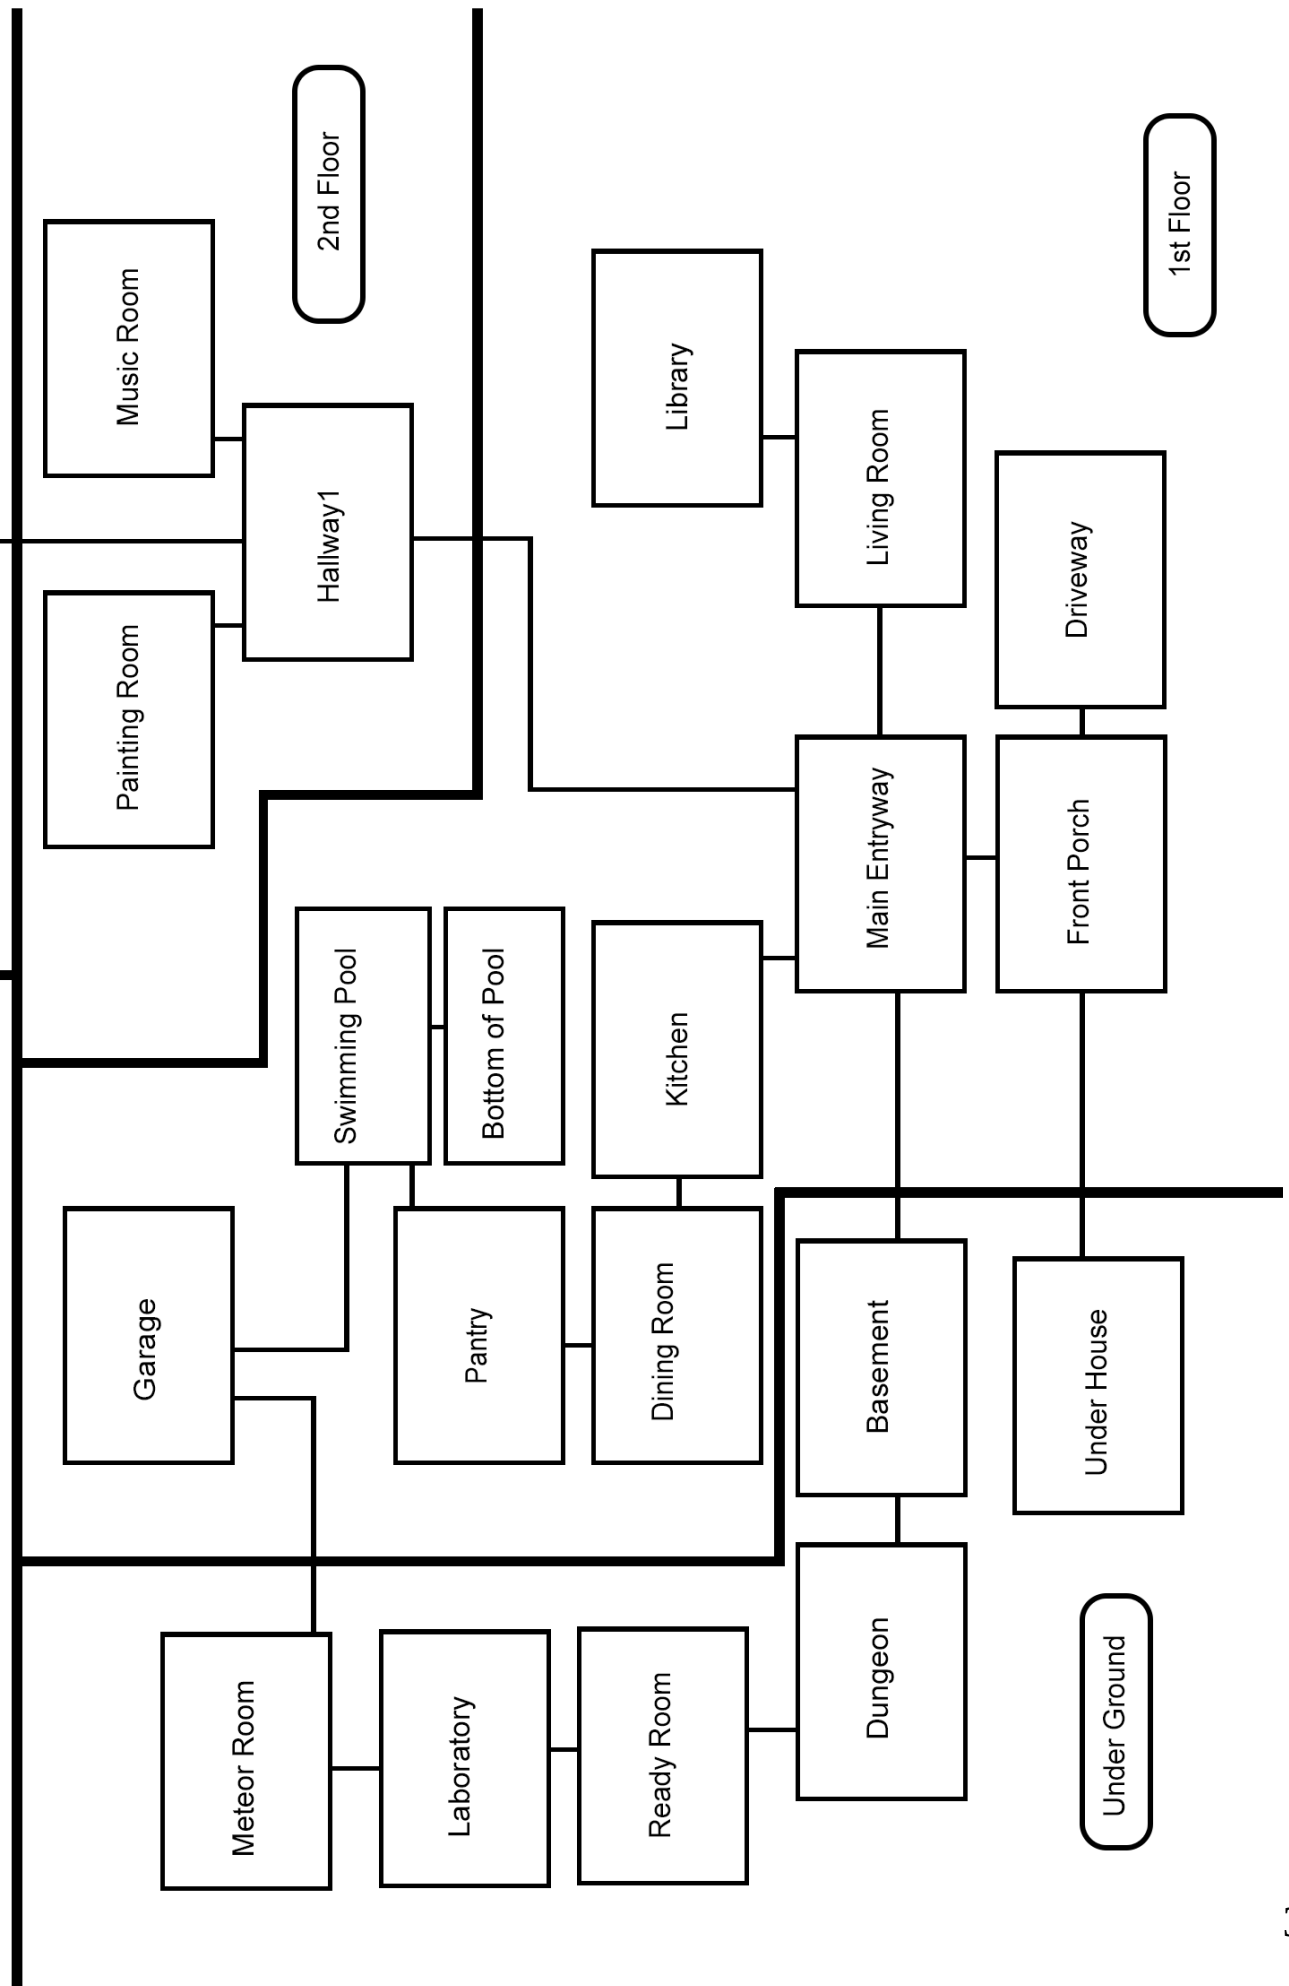 Garage
Painting Room
Music Room
Meteor Room
Swimming Pool
Hallway1
2nd Floor
Laboratory
Pantry
Bottom of Pool
Ready Room
Dining Room
Kitchen
Library
Dungeon
Basement
Main Entryway
Living Room
Under Ground
Under House
Front Porch
Driveway
1st Floor